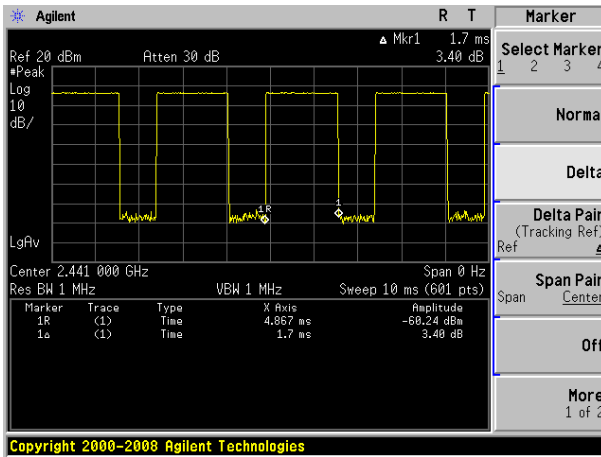 Agilent R T Marker
Δ Mkr1 1.7 ms
Ref 20 dBm Atten 30 dB 3.40 dB
#Peak
Log
10
dB/
1R
1
LgAv
Center 2.441 000 GHz Span 0 Hz
Res BW 1 MHz VBW 1 MHz Sweep 10 ms (601 pts)
Marker Trace Type X Axis Amplitude
1R (1) Time 4.867 ms -60.24 dBm
1Δ (1) Time 1.7 ms 3.40 dB
Select Marker
1 2 3 4
Norma
Delta
Delta Pair
(Tracking Ref)
Ref Δ
Span Pair
Span Center
Off
More
1 of 2
Copyright 2000-2008 Agilent Technologies